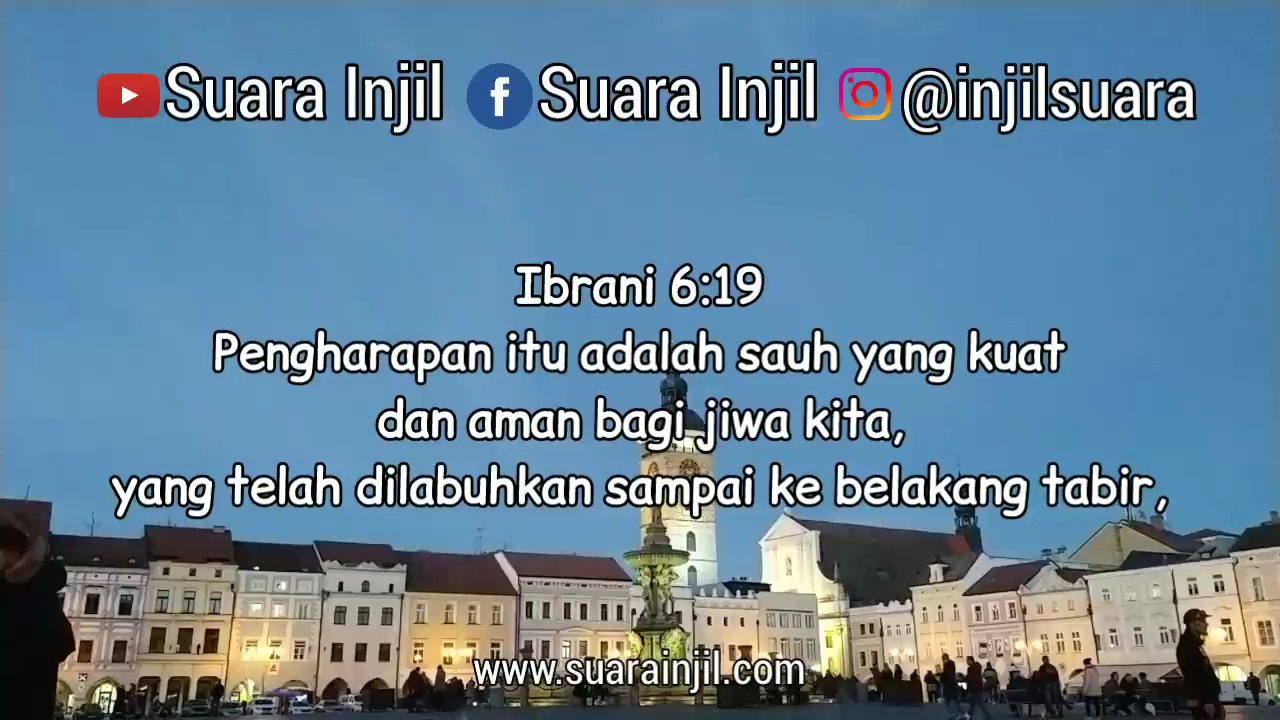 Suara Injil Suara Injil @injilsuara
Ibrani 6:19
Pengharapan itu adalah sauh yang kuat
dan aman bagi jiwa kita,
yang telah dilabuhkan sampai ke belakang tabir,
www.suarainjil.com